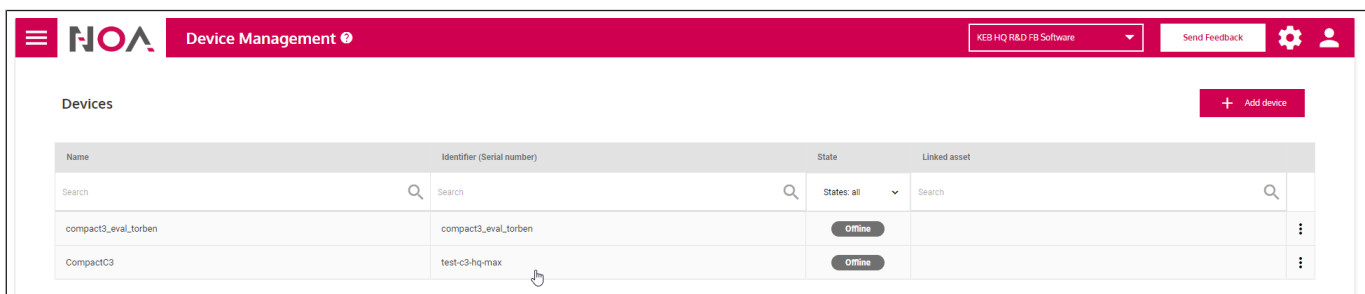 NOA Device Management ? KEB HQ R&D FB Software Send Feedback
Devices + Add device
Name Identifier (Serial number) State Linked asset
Search Search States: all Search
compact3_eval_torben compact3_eval_torben Offline
CompactC3 test-c3-hq-max Offline